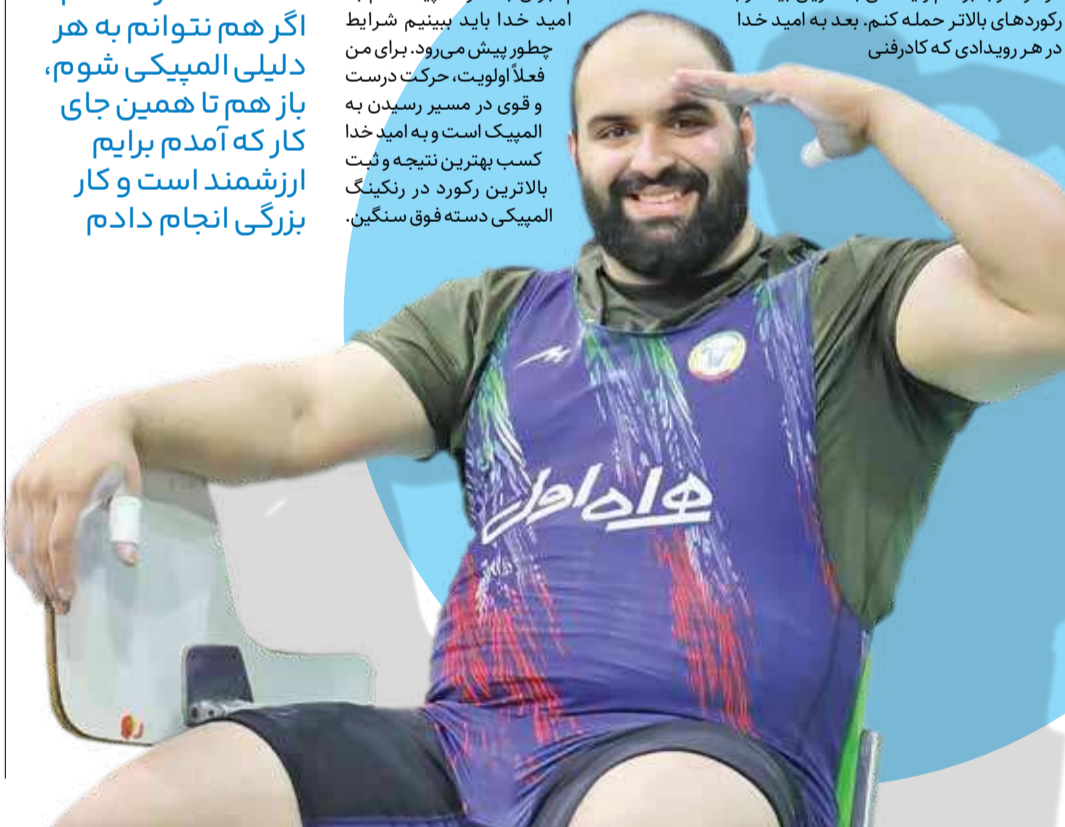 رکوردهای بالاتر حمله کنم. بعد به امید خدا
در هر رویدادی که کادرفنی
امید خدا باید ببینیم شرایط
چطور پیش می‌رود. برای من
فعلاً اولویت، حرکت درست
و قوی در مسیر رسیدن به
المپیک است و به امید خدا
کسب بهترین نتیجه و ثبت
بالاترین رکورد در رنکینگ
المپیکی دسته فوق سنگین.
اگر هم نتوانم به هر
دلیلی المپیکی شوم،
باز هم تا همین جای
کار که آمدم برایم
ارزشمند است و کار
بزرگی انجام دادم
همراه اول